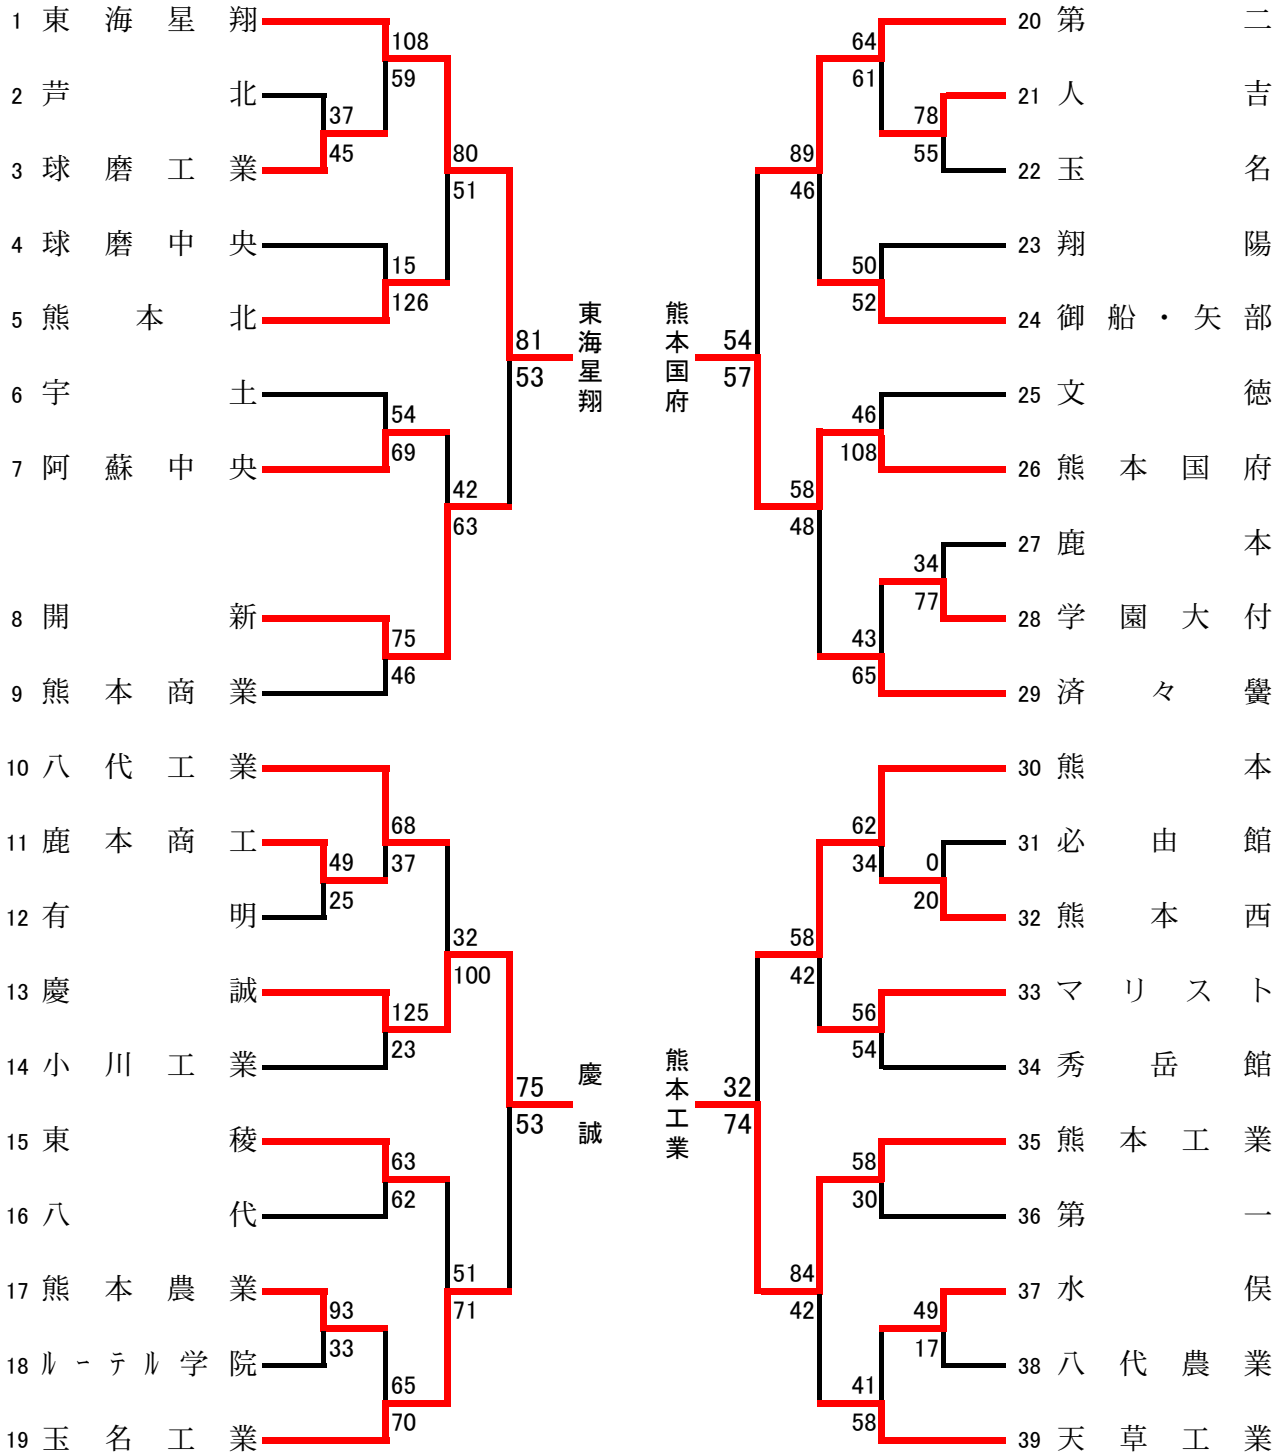 1 東海星翔
108
59
2 芦北
37
45
3 球磨工業
80
51
4 球磨中央
15
126
5 熊本北
81
53
東海星翔
6 宇土
54
69
7 阿蘇中央
42
63
8 開新
75
46
9 熊本商業
10 八代工業
68
37
11 鹿本商工
49
25
12 有明
32
100
13 慶誠
125
23
14 小川工業
75
53
慶誠
15 東稜
63
62
16 八代
51
71
17 熊本農業
93
33
18 ルーテル学院
65
70
19 玉名工業
20 第二
64
61
21 人吉
78
55
22 玉名
89
46
23 翔陽
50
52
24 御船・矢部
熊本国府
54
57
25 文徳
46
108
26 熊本国府
58
48
27 鹿本
34
77
28 学園大付
43
65
29 済々黌
30 熊本
62
34
31 必由館
0
20
32 熊本西
58
42
33 マリスト
56
54
34 秀岳館
熊本工業
32
74
35 熊本工業
58
30
36 第一
84
42
37 水俣
49
17
38 八代農業
41
58
39 天草工業